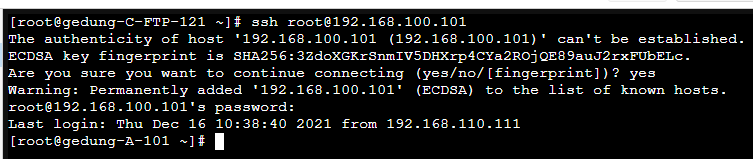 [root@gedung-C-FTP-121 ~]# ssh root@192.168.100.101
The authenticity of host '192.168.100.101 (192.168.100.101)' can't be established.
ECDSA key fingerprint is SHA256:3ZdoXGKrSnmIV5DHXrp4CYa2ROjQE89auJ2rxFUbELc.
Are you sure you want to continue connecting (yes/no/[fingerprint])? yes
Warning: Permanently added '192.168.100.101' (ECDSA) to the list of known hosts.
root@192.168.100.101's password:
Last login: Thu Dec 16 10:38:40 2021 from 192.168.110.111
[root@gedung-A-101 ~]#